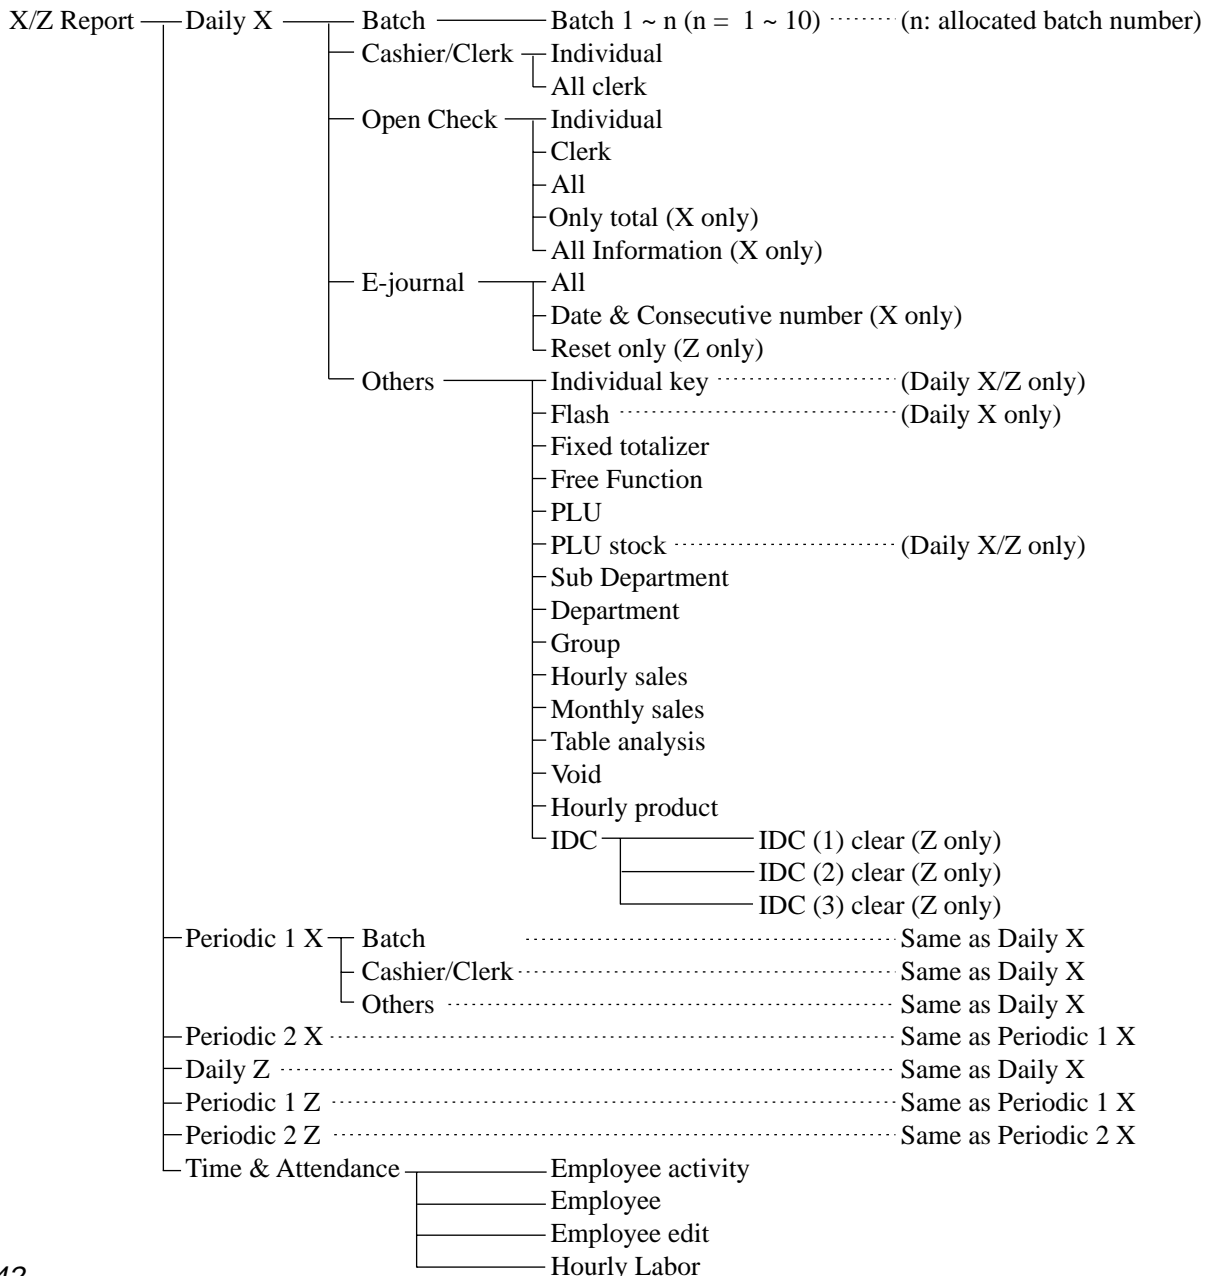 X/Z Report Daily X Batch Batch 1 ~ n (n = 1 ~ 10) (n: allocated batch number)
Cashier/Clerk Individual
All clerk
Open Check Individual
Clerk
All
Only total (X only)
All Information (X only)
E-journal All
Date & Consecutive number (X only)
Reset only (Z only)
Others Individual key (Daily X/Z only)
Flash (Daily X only)
Fixed totalizer
Free Function
PLU
PLU stock (Daily X/Z only)
Sub Department
Department
Group
Hourly sales
Monthly sales
Table analysis
Void
Hourly product
IDC IDC (1) clear (Z only)
IDC (2) clear (Z only)
IDC (3) clear (Z only)
Periodic 1 X Batch Same as Daily X
Cashier/Clerk Same as Daily X
Others Same as Daily X
Periodic 2 X Same as Periodic 1 X
Daily Z Same as Daily X
Periodic 1 Z Same as Periodic 1 X
Periodic 2 Z Same as Periodic 2 X
Time & Attendance Employee activity
Employee
Employee edit
Hourly Labor